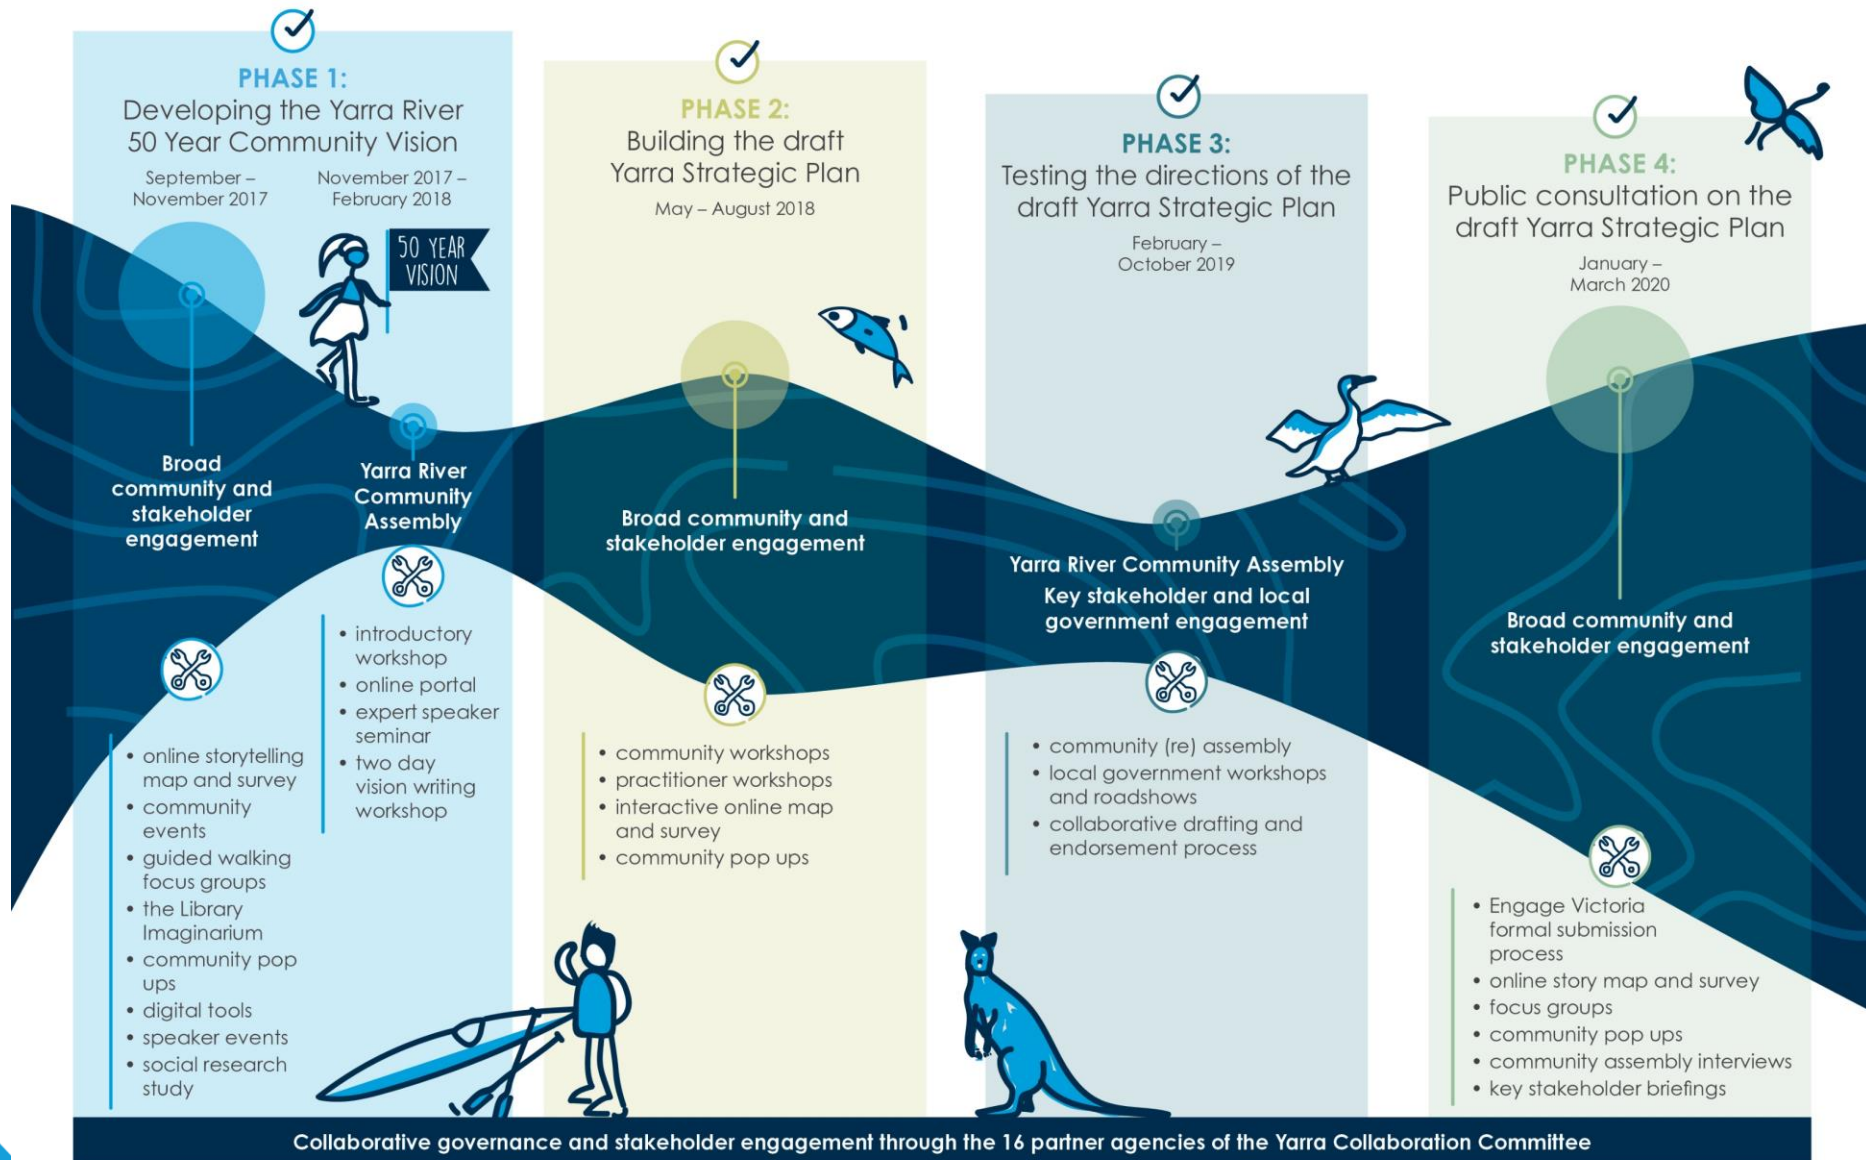 PHASE 1:
Developing the Yarra River
50 Year Community Vision
September –
November 2017
November 2017 –
February 2018
50 YEAR
VISION
Broad
community and
stakeholder
engagement
Yarra River
Community
Assembly
• online storytelling
map and survey
• community
events
• guided walking
focus groups
• the Library
Imaginarium
• community pop
ups
• digital tools
• speaker events
• social research
study
• introductory
workshop
• online portal
• expert speaker
seminar
• two day
vision writing
workshop
PHASE 2:
Building the draft
Yarra Strategic Plan
May – August 2018
Broad community and
stakeholder engagement
• community workshops
• practitioner workshops
• interactive online map
and survey
• community pop ups
PHASE 3:
Testing the directions of the
draft Yarra Strategic Plan
February –
October 2019
Yarra River Community Assembly
Key stakeholder and local
government engagement
• community (re) assembly
• local government workshops
and roadshows
• collaborative drafting and
endorsement process
PHASE 4:
Public consultation on the
draft Yarra Strategic Plan
January –
March 2020
Broad community and
stakeholder engagement
• Engage Victoria
formal submission
process
• online story map and survey
• focus groups
• community pop ups
• community assembly interviews
• key stakeholder briefings
Collaborative governance and stakeholder engagement through the 16 partner agencies of the Yarra Collaboration Committee